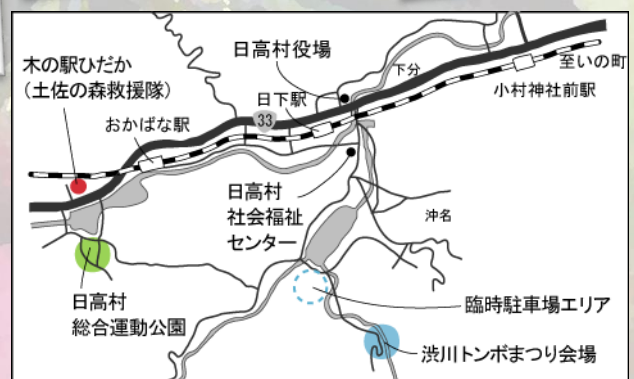 日高村役場
下分
至いの町
木の駅ひだか
（土佐の森救援隊）
日下駅
小村神社前駅
おかばな駅
33
日高村
社会福祉
センター
沖名
日高村
総合運動公園
臨時駐車場エリア
渋川トンボまつり会場